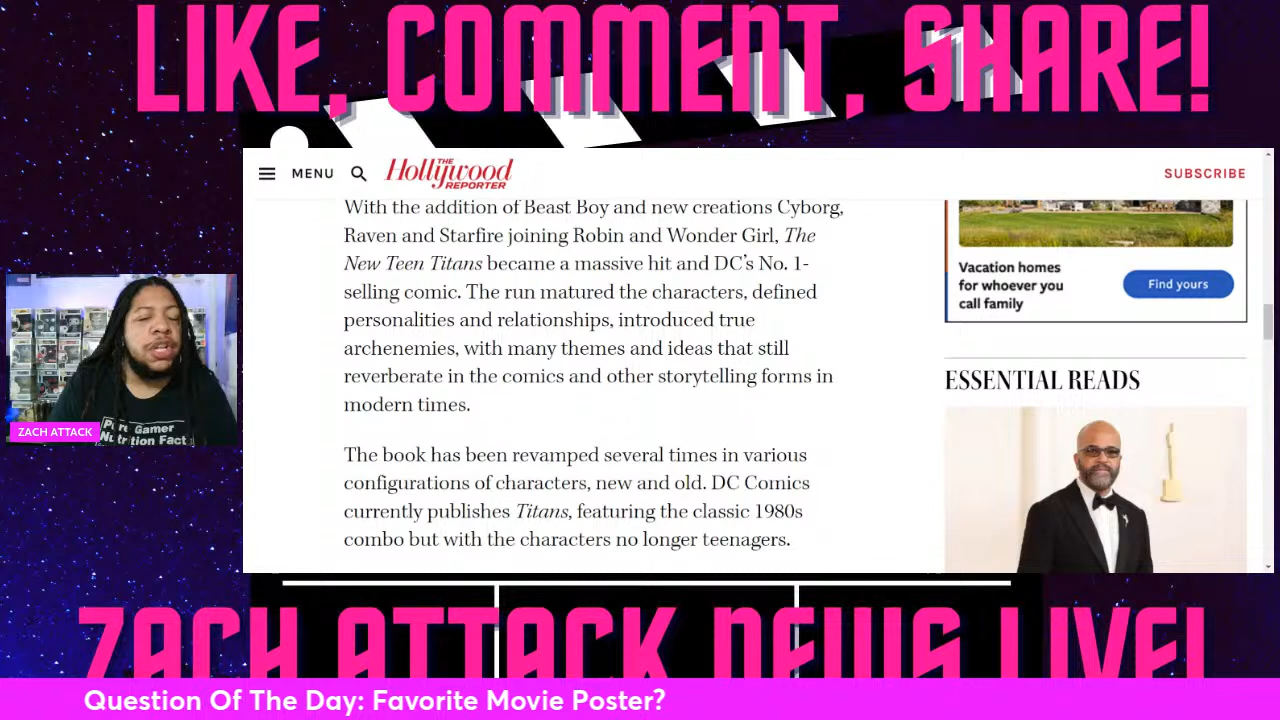 LIKE, COMMENT, SHARE!
MENU
THE
Hollywood
REPORTER
SUBSCRIBE
With the addition of Beast Boy and new creations Cyborg,
Raven and Starfire joining Robin and Wonder Girl, The
New Teen Titans became a massive hit and DC’s No. 1-
selling comic. The run matured the characters, defined
personalities and relationships, introduced true
archenemies, with many themes and ideas that still
reverberate in the comics and other storytelling forms in
modern times.
The book has been revamped several times in various
configurations of characters, new and old. DC Comics
currently publishes Titans, featuring the classic 1980s
combo but with the characters no longer teenagers.
Vacation homes
for whoever you
call family
Find yours
ESSENTIAL READS
Pure Gamer
Nutrition Fact
ZACH ATTACK
ZACH ATTACK NEWS LIVE!
Question Of The Day: Favorite Movie Poster?